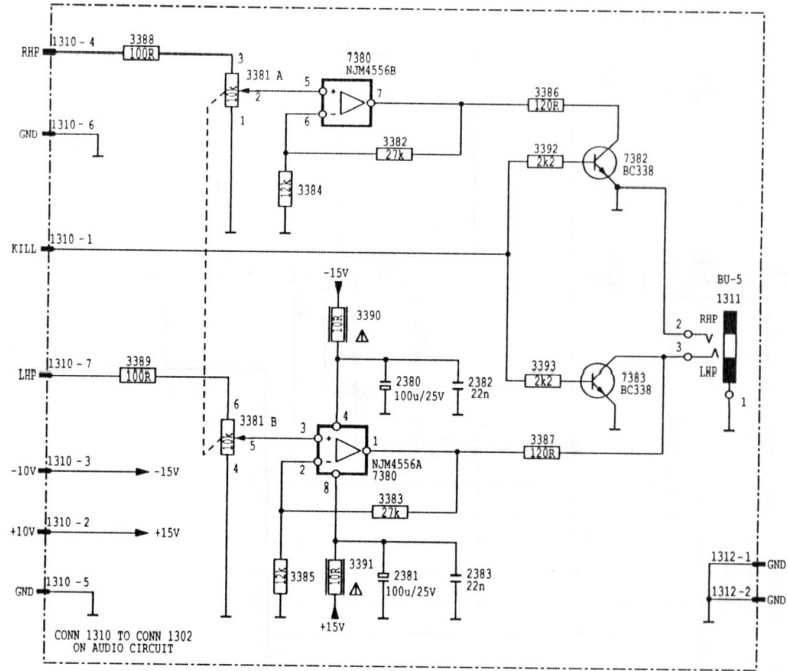 RHP
1310-4
3388
100R
3
3381 A
10k
2
1
7380
NJM4556B
5
+
6
-
7
3386
120R
GND
1310-6
3382
27k
12k
3384
3392
2k2
7382
BC338
KILL
1310-1
-15V
10R
3390
BU-5
1311
RHP
2
3
LHP
1
LHP
1310-7
3389
100R
2380
100u/25V
2382
22n
3393
2k2
7383
BC338
6
3381 B
10k
5
4
4
3
+
2
-
1
8
NJM4556A
7380
3387
120R
-10V
1310-3
-15V
3383
27k
+10V
1310-2
+15V
12k
3385
10R
3391
2381
100u/25V
2383
22n
+15V
GND
1310-5
1312-1
GND
1312-2
GND
CONN 1310 TO CONN 1302
ON AUDIO CIRCUIT